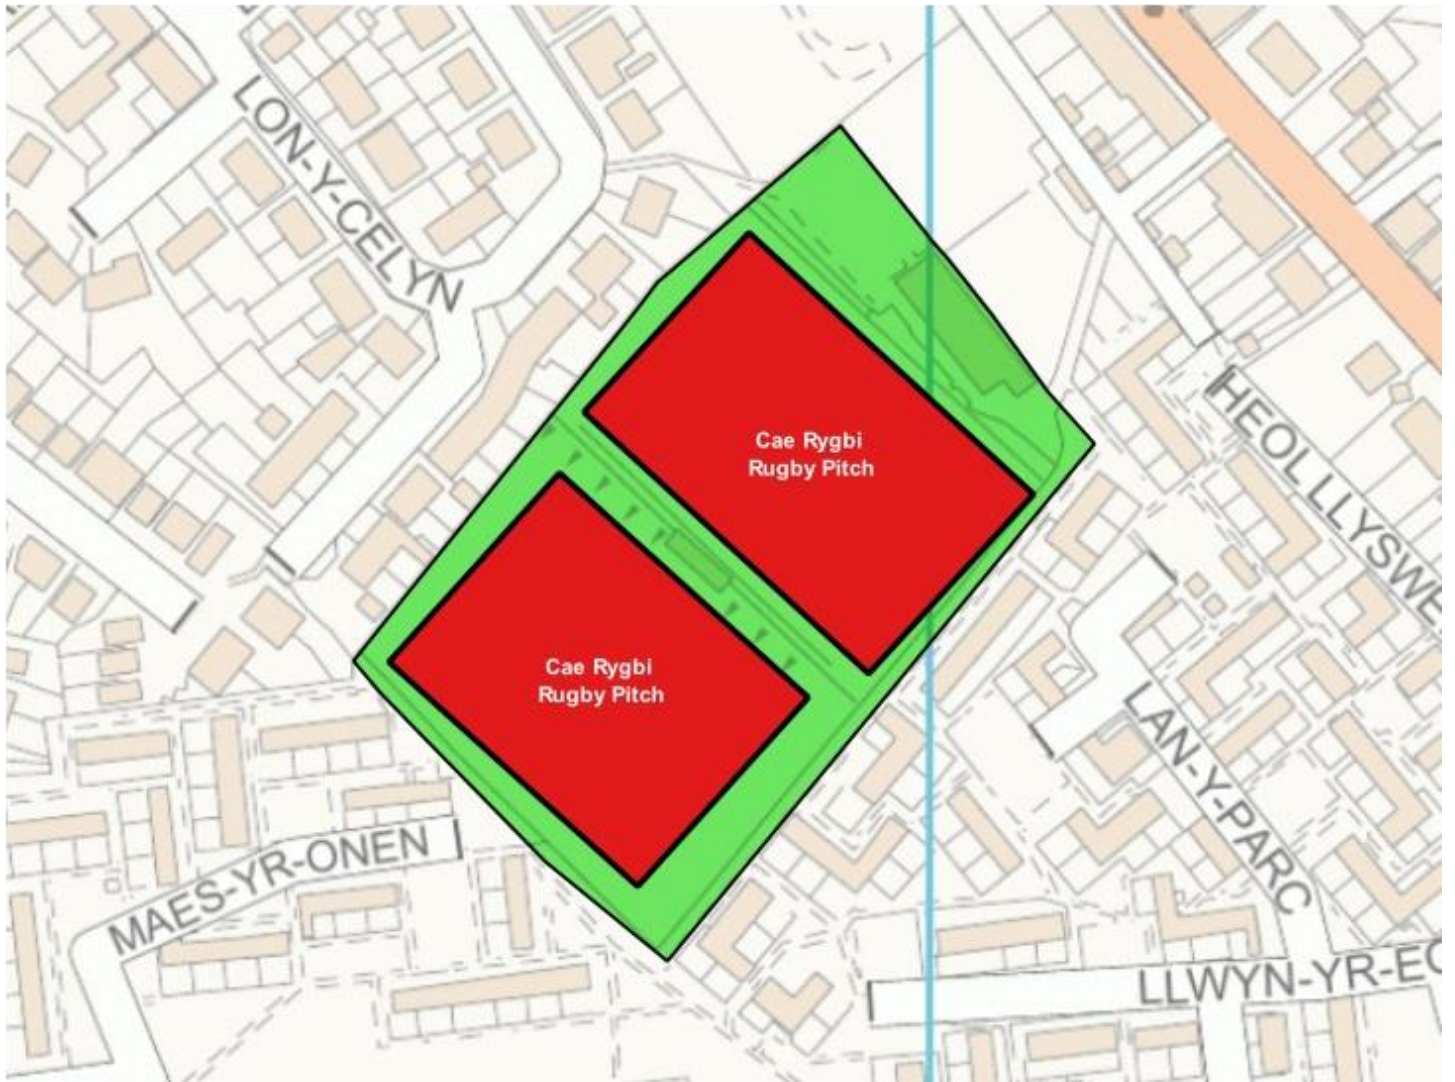 LON-Y-CELYN
Cae Rygbi
Rugby Pitch
HEOL LLYSWE
Cae Rygbi
Rugby Pitch
LAN-Y-PARC
MAES-YR-ONEN
LLWYN-YR-EO